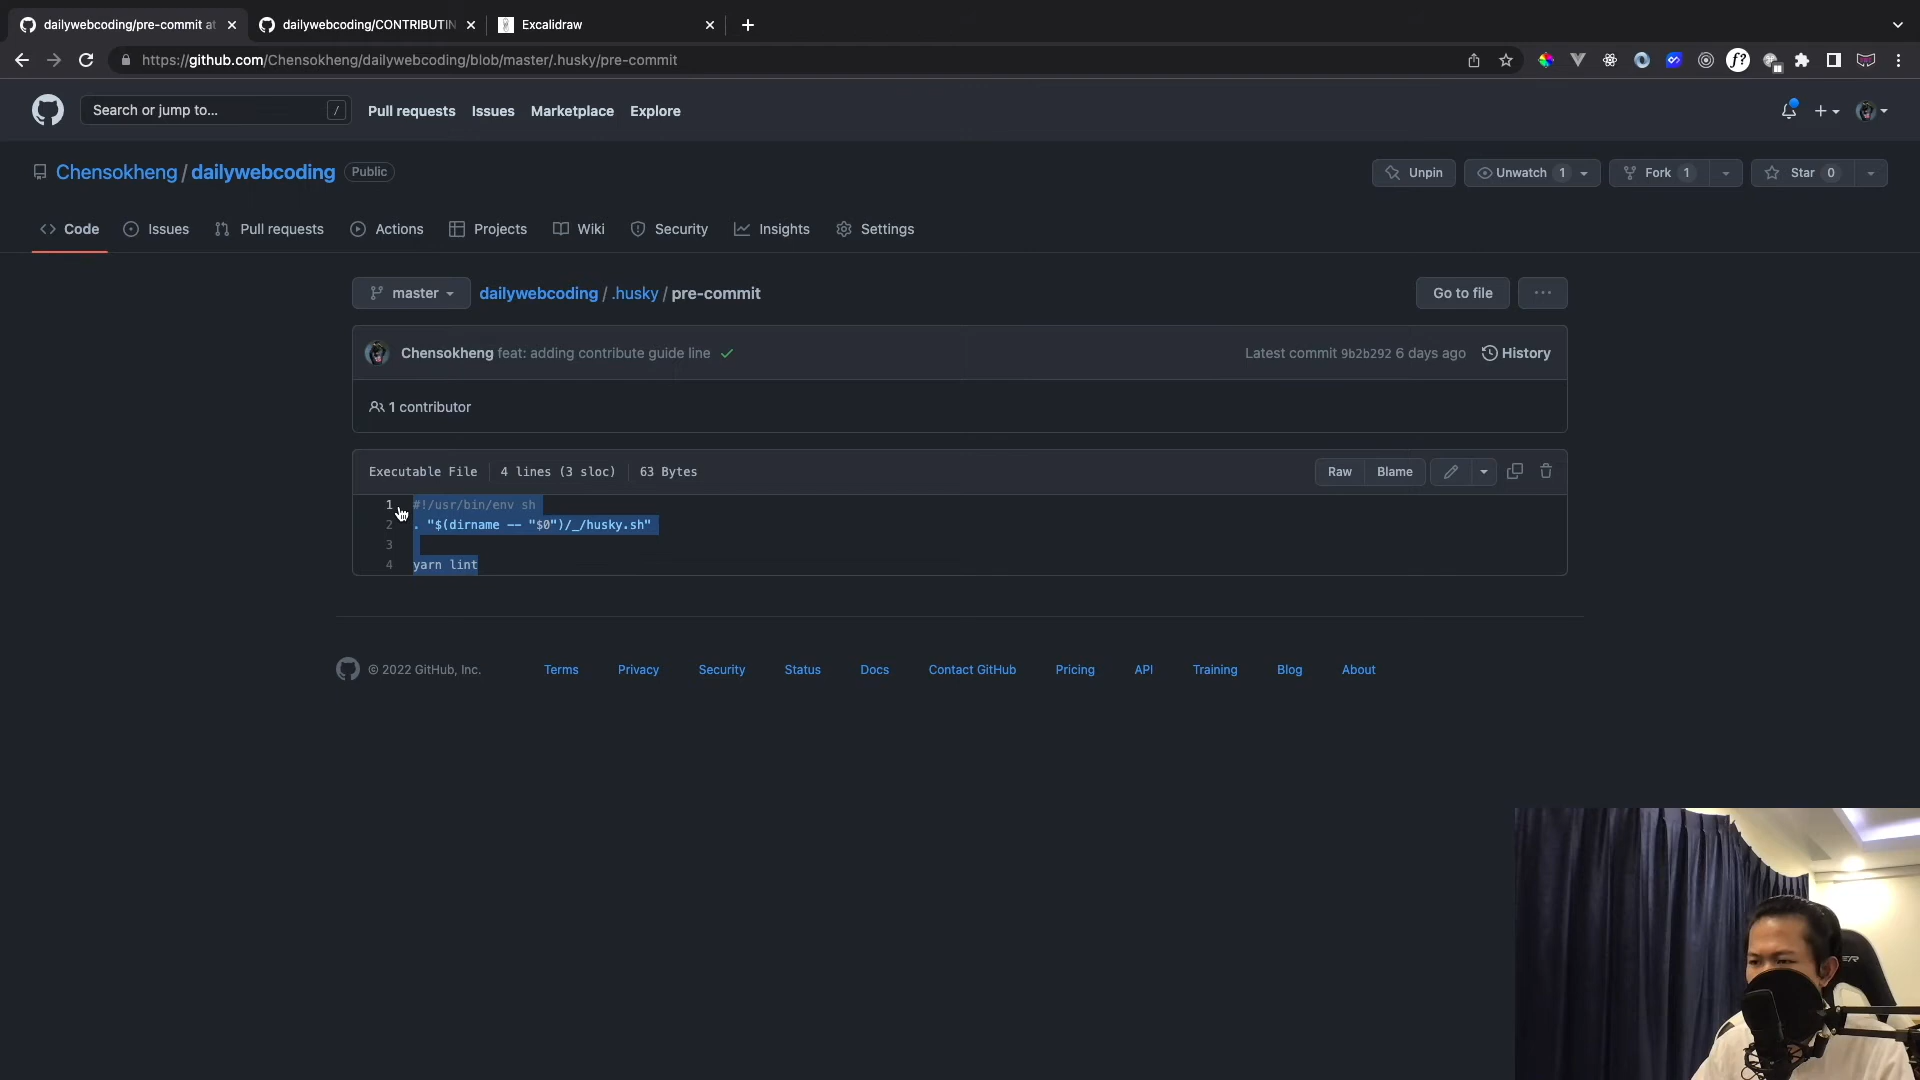 dailywebcoding/pre-commit at
dailywebcoding/CONTRIBUTIN
Excalidraw
https://github.com/Chensokheng/dailywebcoding/blob/master/.husky/pre-commit
f?
Search or jump to...
/
Pull requests
Issues
Marketplace
Explore
Chensokheng / dailywebcoding
Public
Unpin
Unwatch 1
Fork 1
Star 0
Code
Issues
Pull requests
Actions
Projects
Wiki
Security
Insights
Settings
master
dailywebcoding / .husky / pre-commit
Go to file
Chensokheng feat: adding contribute guide line
Latest commit 9b2b292 6 days ago
History
1 contributor
Executable File
4 lines (3 sloc)
63 Bytes
Raw
Blame
1 #!/usr/bin/env sh
2 . "$(dirname -- "$0")/_/husky.sh"
3
4 yarn lint
© 2022 GitHub, Inc.
Terms
Privacy
Security
Status
Docs
Contact GitHub
Pricing
API
Training
Blog
About